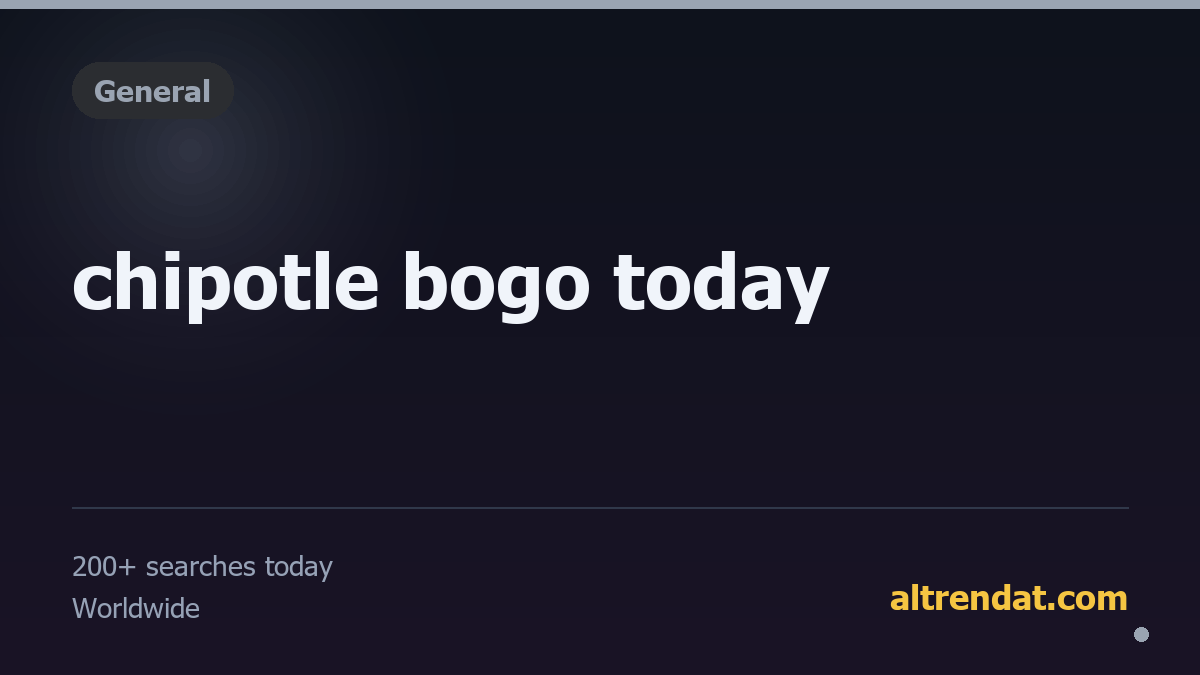 General
chipotle bogo today
200+ searches today
Worldwide
altrendat.com